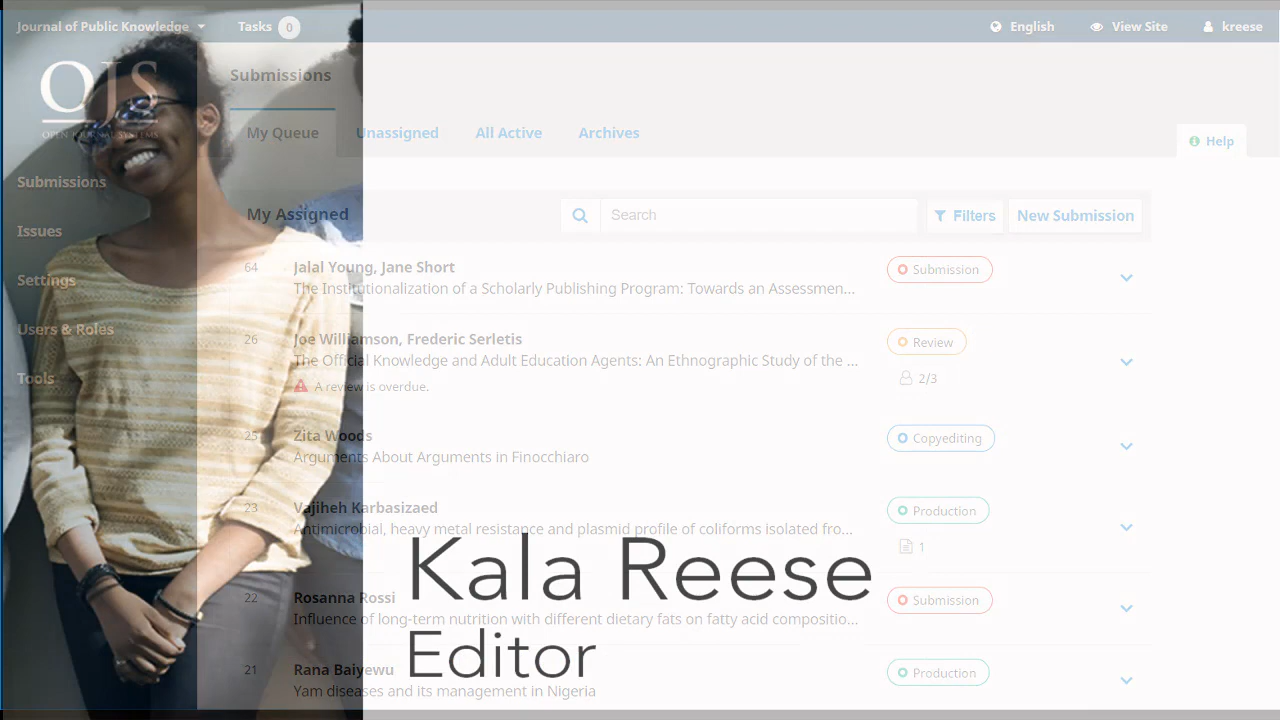 Journal of Public Knowledge
Tasks 0
English
View Site
kreese
OJS
OPEN JOURNAL SYSTEMS
Submissions
Issues
Settings
Users & Roles
Tools
Submissions
My Queue
Unassigned
All Active
Archives
Help
My Assigned
Search
Filters
New Submission
64
Jalal Young, Jane Short
The Institutionalization of a Scholarly Publishing Program: Towards an Assessmen...
Submission
26
Joe Williamson, Frederic Serletis
The Official Knowledge and Adult Education Agents: An Ethnographic Study of the ...
A review is overdue.
Review
2/3
25
Zita Woods
Arguments About Arguments in Finocchiaro
Copyediting
23
Vajiheh Karbasizaed
Antimicrobial, heavy metal resistance and plasmid profile of coliforms isolated fro...
Production
1
22
Rosanna Rossi
Influence of long-term nutrition with different dietary fats on fatty acid compositio...
Submission
21
Rana Baiyewu
Yam diseases and its management in Nigeria
Production
Kala Reese
Editor